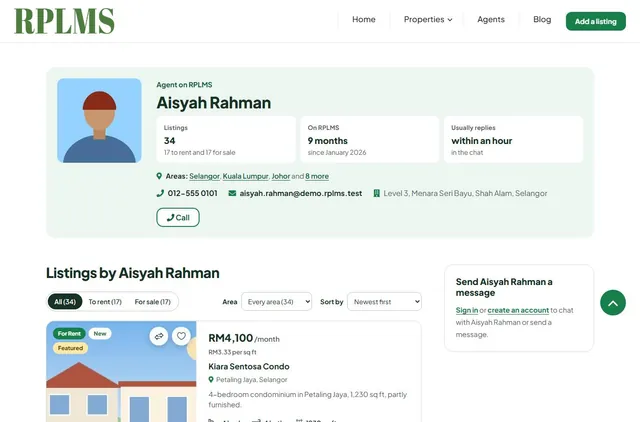 RPLMS
Home Properties Agents Blog Add a listing
Agent on RPLMS
Aisyah Rahman
Listings
34
17 to rent and 17 for sale
On RPLMS
9 months
since January 2026
Usually replies
within an hour
in the chat
Areas: Selangor, Kuala Lumpur, Johor and 8 more
012-555 0101 aisyah.rahman@demo.rplms.test Level 3, Menara Seri Bayu, Shah Alam, Selangor
Call
Listings by Aisyah Rahman
All (34) To rent (17) For sale (17) Area Every area (34) Sort by Newest first
For Rent New
Featured
RM4,100 /month
RM3.33 per sq ft
Kiara Sentosa Condo
Petaling Jaya, Selangor
4-bedroom condominium in Petaling Jaya, 1,230 sq ft, partly
furnished.
Send Aisyah Rahman a
message
Sign in or create an account to chat
with Aisyah Rahman or send a
message.